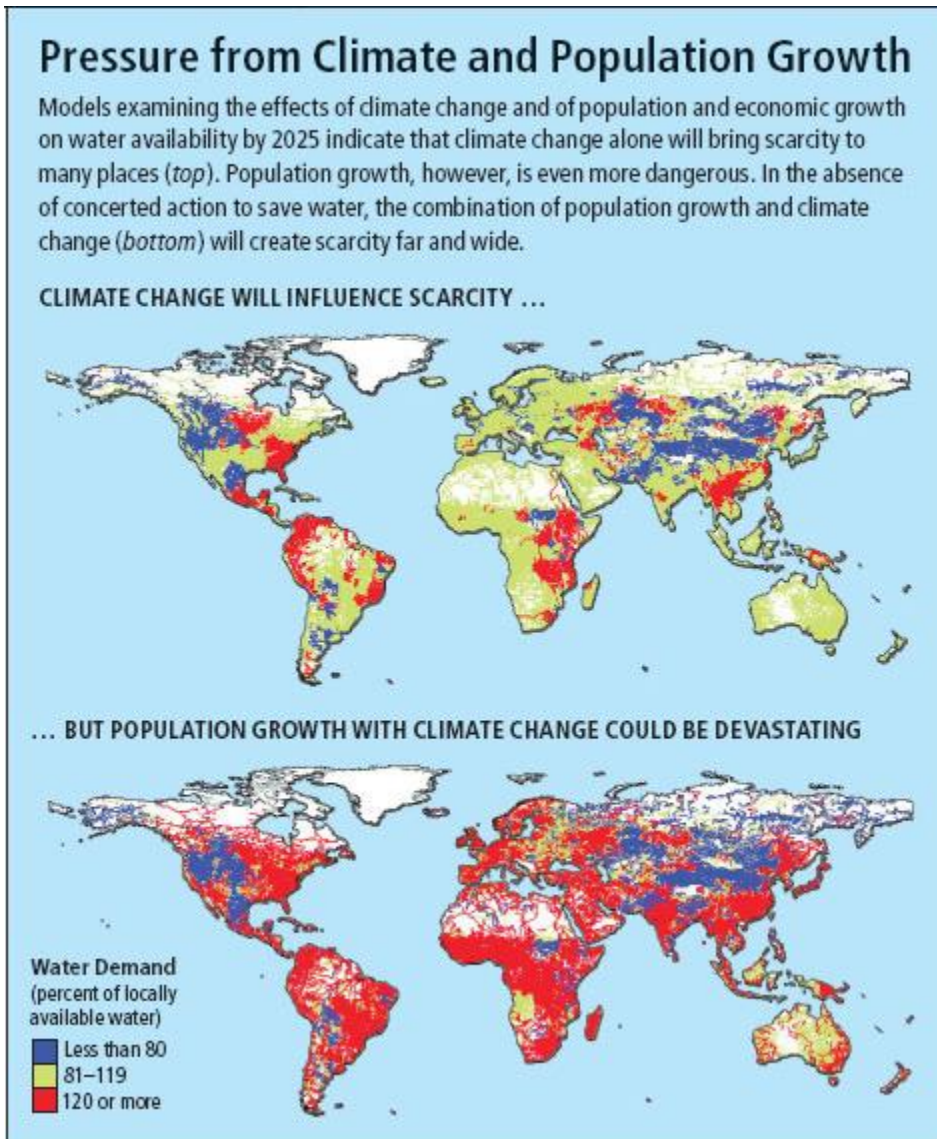 Pressure from Climate and Population Growth
Models examining the effects of climate change and of population and economic growth
on water availability by 2025 indicate that climate change alone will bring scarcity to
many places (top). Population growth, however, is even more dangerous. In the absence
of concerted action to save water, the combination of population growth and climate
change (bottom) will create scarcity far and wide.
CLIMATE CHANGE WILL INFLUENCE SCARCITY ...
... BUT POPULATION GROWTH WITH CLIMATE CHANGE COULD BE DEVASTATING
Water Demand
(percent of locally
available water)
Less than 80
81–119
120 or more